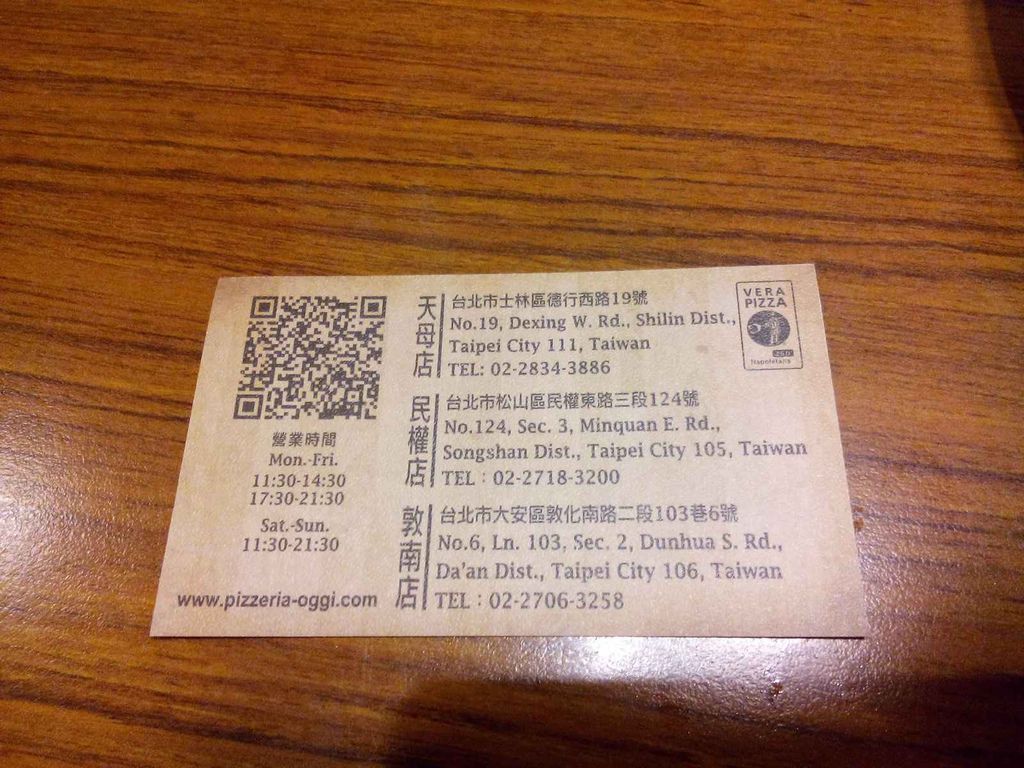 營業時間
Mon.-Fri.
11:30-14:30
17:30-21:30
Sat.-Sun.
11:30-21:30
www.pizzeria-oggi.com
天母店
台北市士林區德行西路19號
No.19, Dexing W. Rd., Shilin Dist.,
Taipei City 111, Taiwan
TEL: 02-2834-3886
民權店
台北市松山區民權東路三段124號
No.124, Sec. 3, Minquan E. Rd.,
Songshan Dist., Taipei City 105, Taiwan
TEL：02-2718-3200
敦南店
台北市大安區敦化南路二段103巷6號
No.6, Ln. 103, Sec. 2, Dunhua S. Rd.,
Da'an Dist., Taipei City 106, Taiwan
TEL：02-2706-3258
VERA
PIZZA
Napoletana